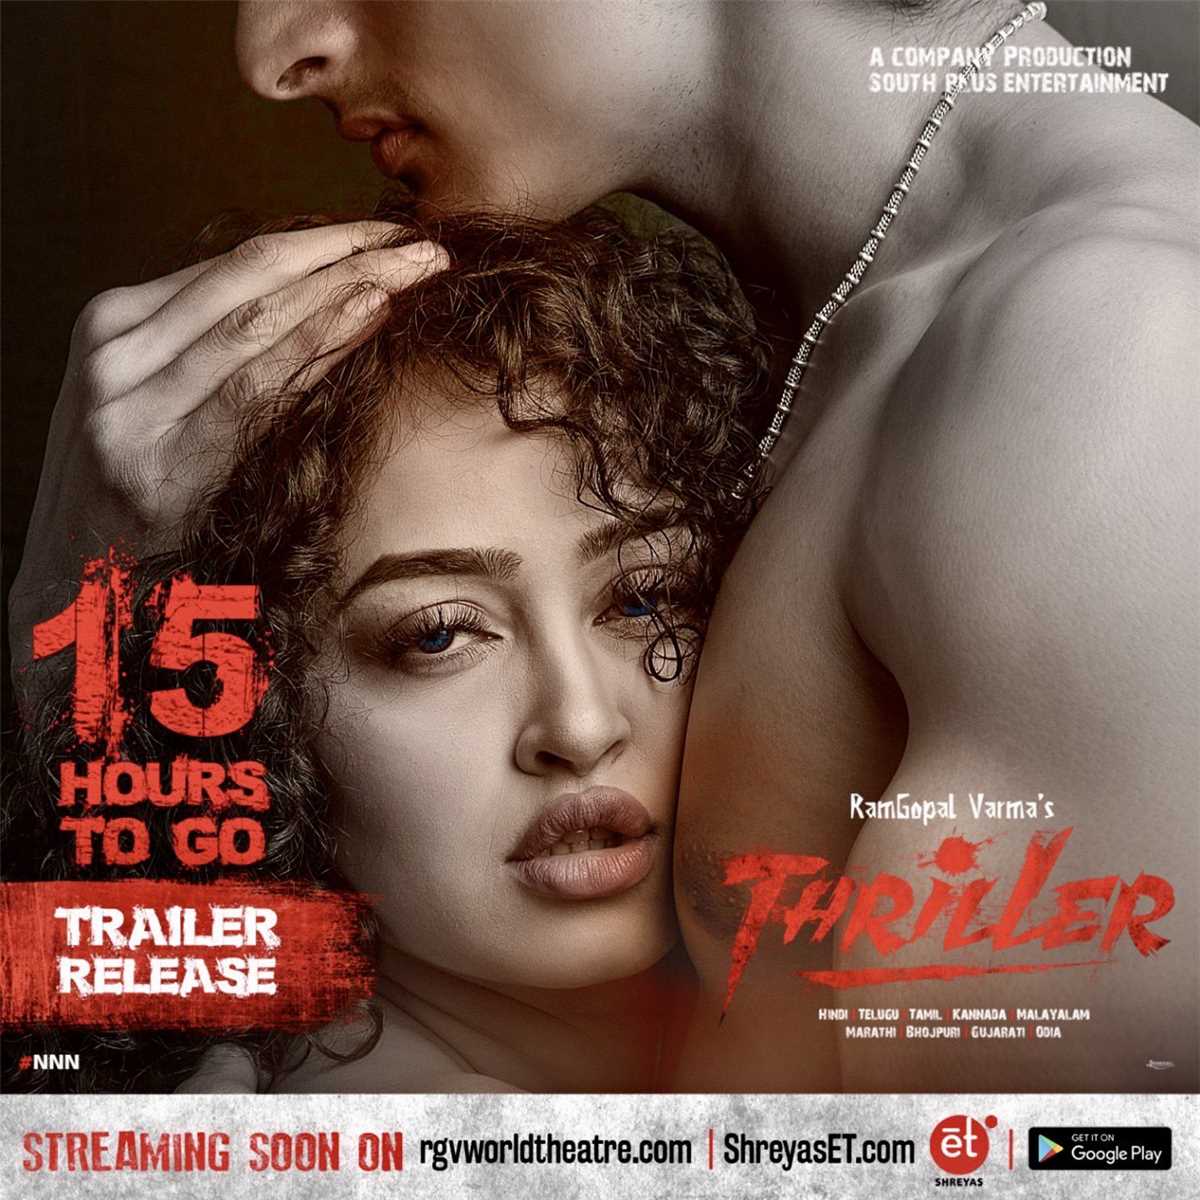 A COMPANY PRODUCTION
SOUTH PLUS ENTERTAINMENT
15
HOURS
TO GO
TRAILER
RELEASE
#NNN
RamGopal Varma's
THRILLER
HINDI | TELUGU | TAMIL | KANNADA | MALAYALAM
MARATHI | BHOJPURI | GUJARATI | ODIA
STREAMING SOON ON rgvworldtheatre.com | ShreyasET.com
et
SHREYAS
GET IT ON
Google Play